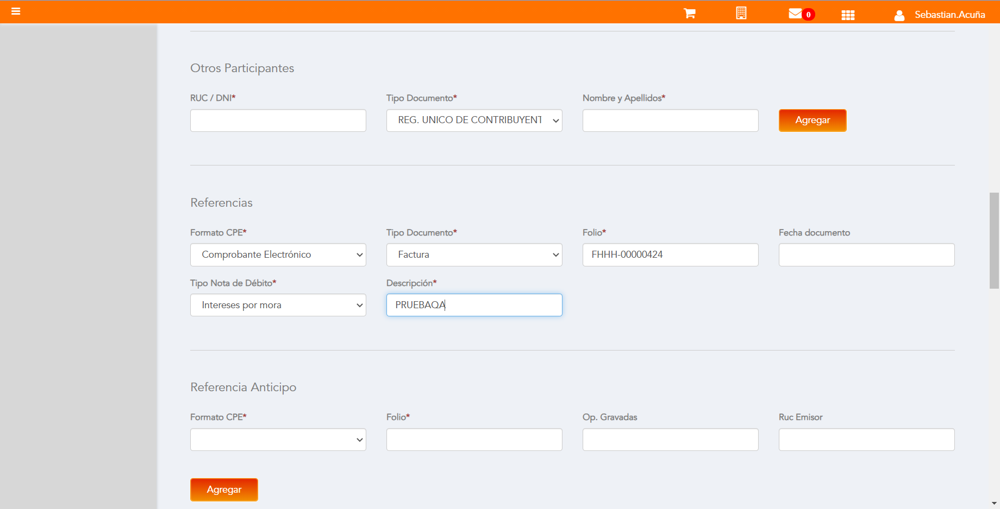 0
Sebastian.Acuña
Otros Participantes
RUC / DNI*
Tipo Documento*
Nombre y Apellidos*
REG. UNICO DE CONTRIBUYENT
Agregar
Referencias
Formato CPE*
Tipo Documento*
Folio*
Fecha documento
Comprobante Electrónico
Factura
FHHH-00000424
Tipo Nota de Débito*
Descripción*
Intereses por mora
PRUEBAQA
Referencia Anticipo
Formato CPE*
Folio*
Op. Gravadas
Ruc Emisor
Agregar